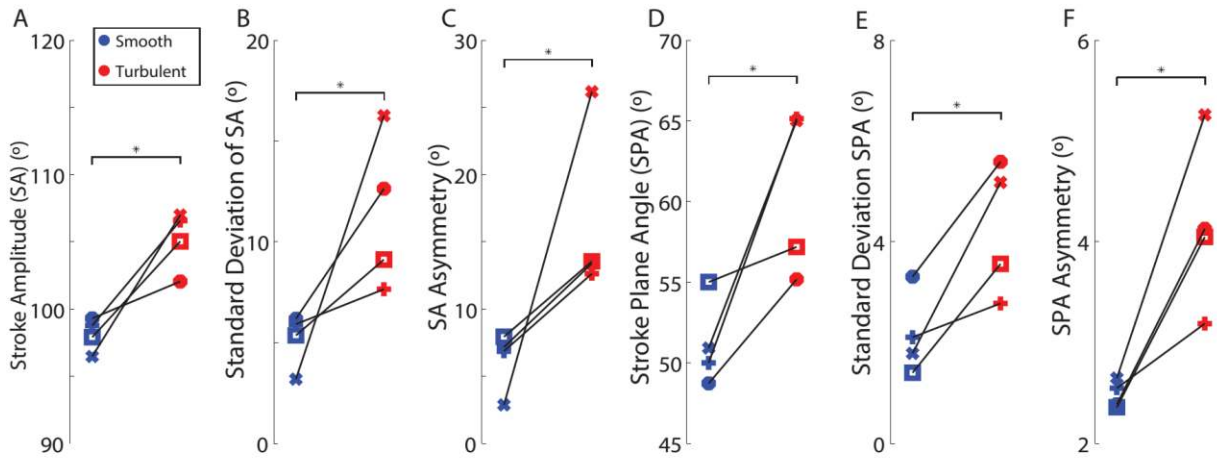 A
B
C
D
E
F
120
110
100
90
Stroke Amplitude (SA) (º)
Smooth
Turbulent
*
20
10
0
Standard Deviation of SA (º)
*
30
20
10
0
SA Asymmetry (º)
*
70
65
60
55
50
45
Stroke Plane Angle (SPA) (º)
*
8
4
0
Standard Deviation SPA (º)
*
6
4
2
SPA Asymmetry (º)
*